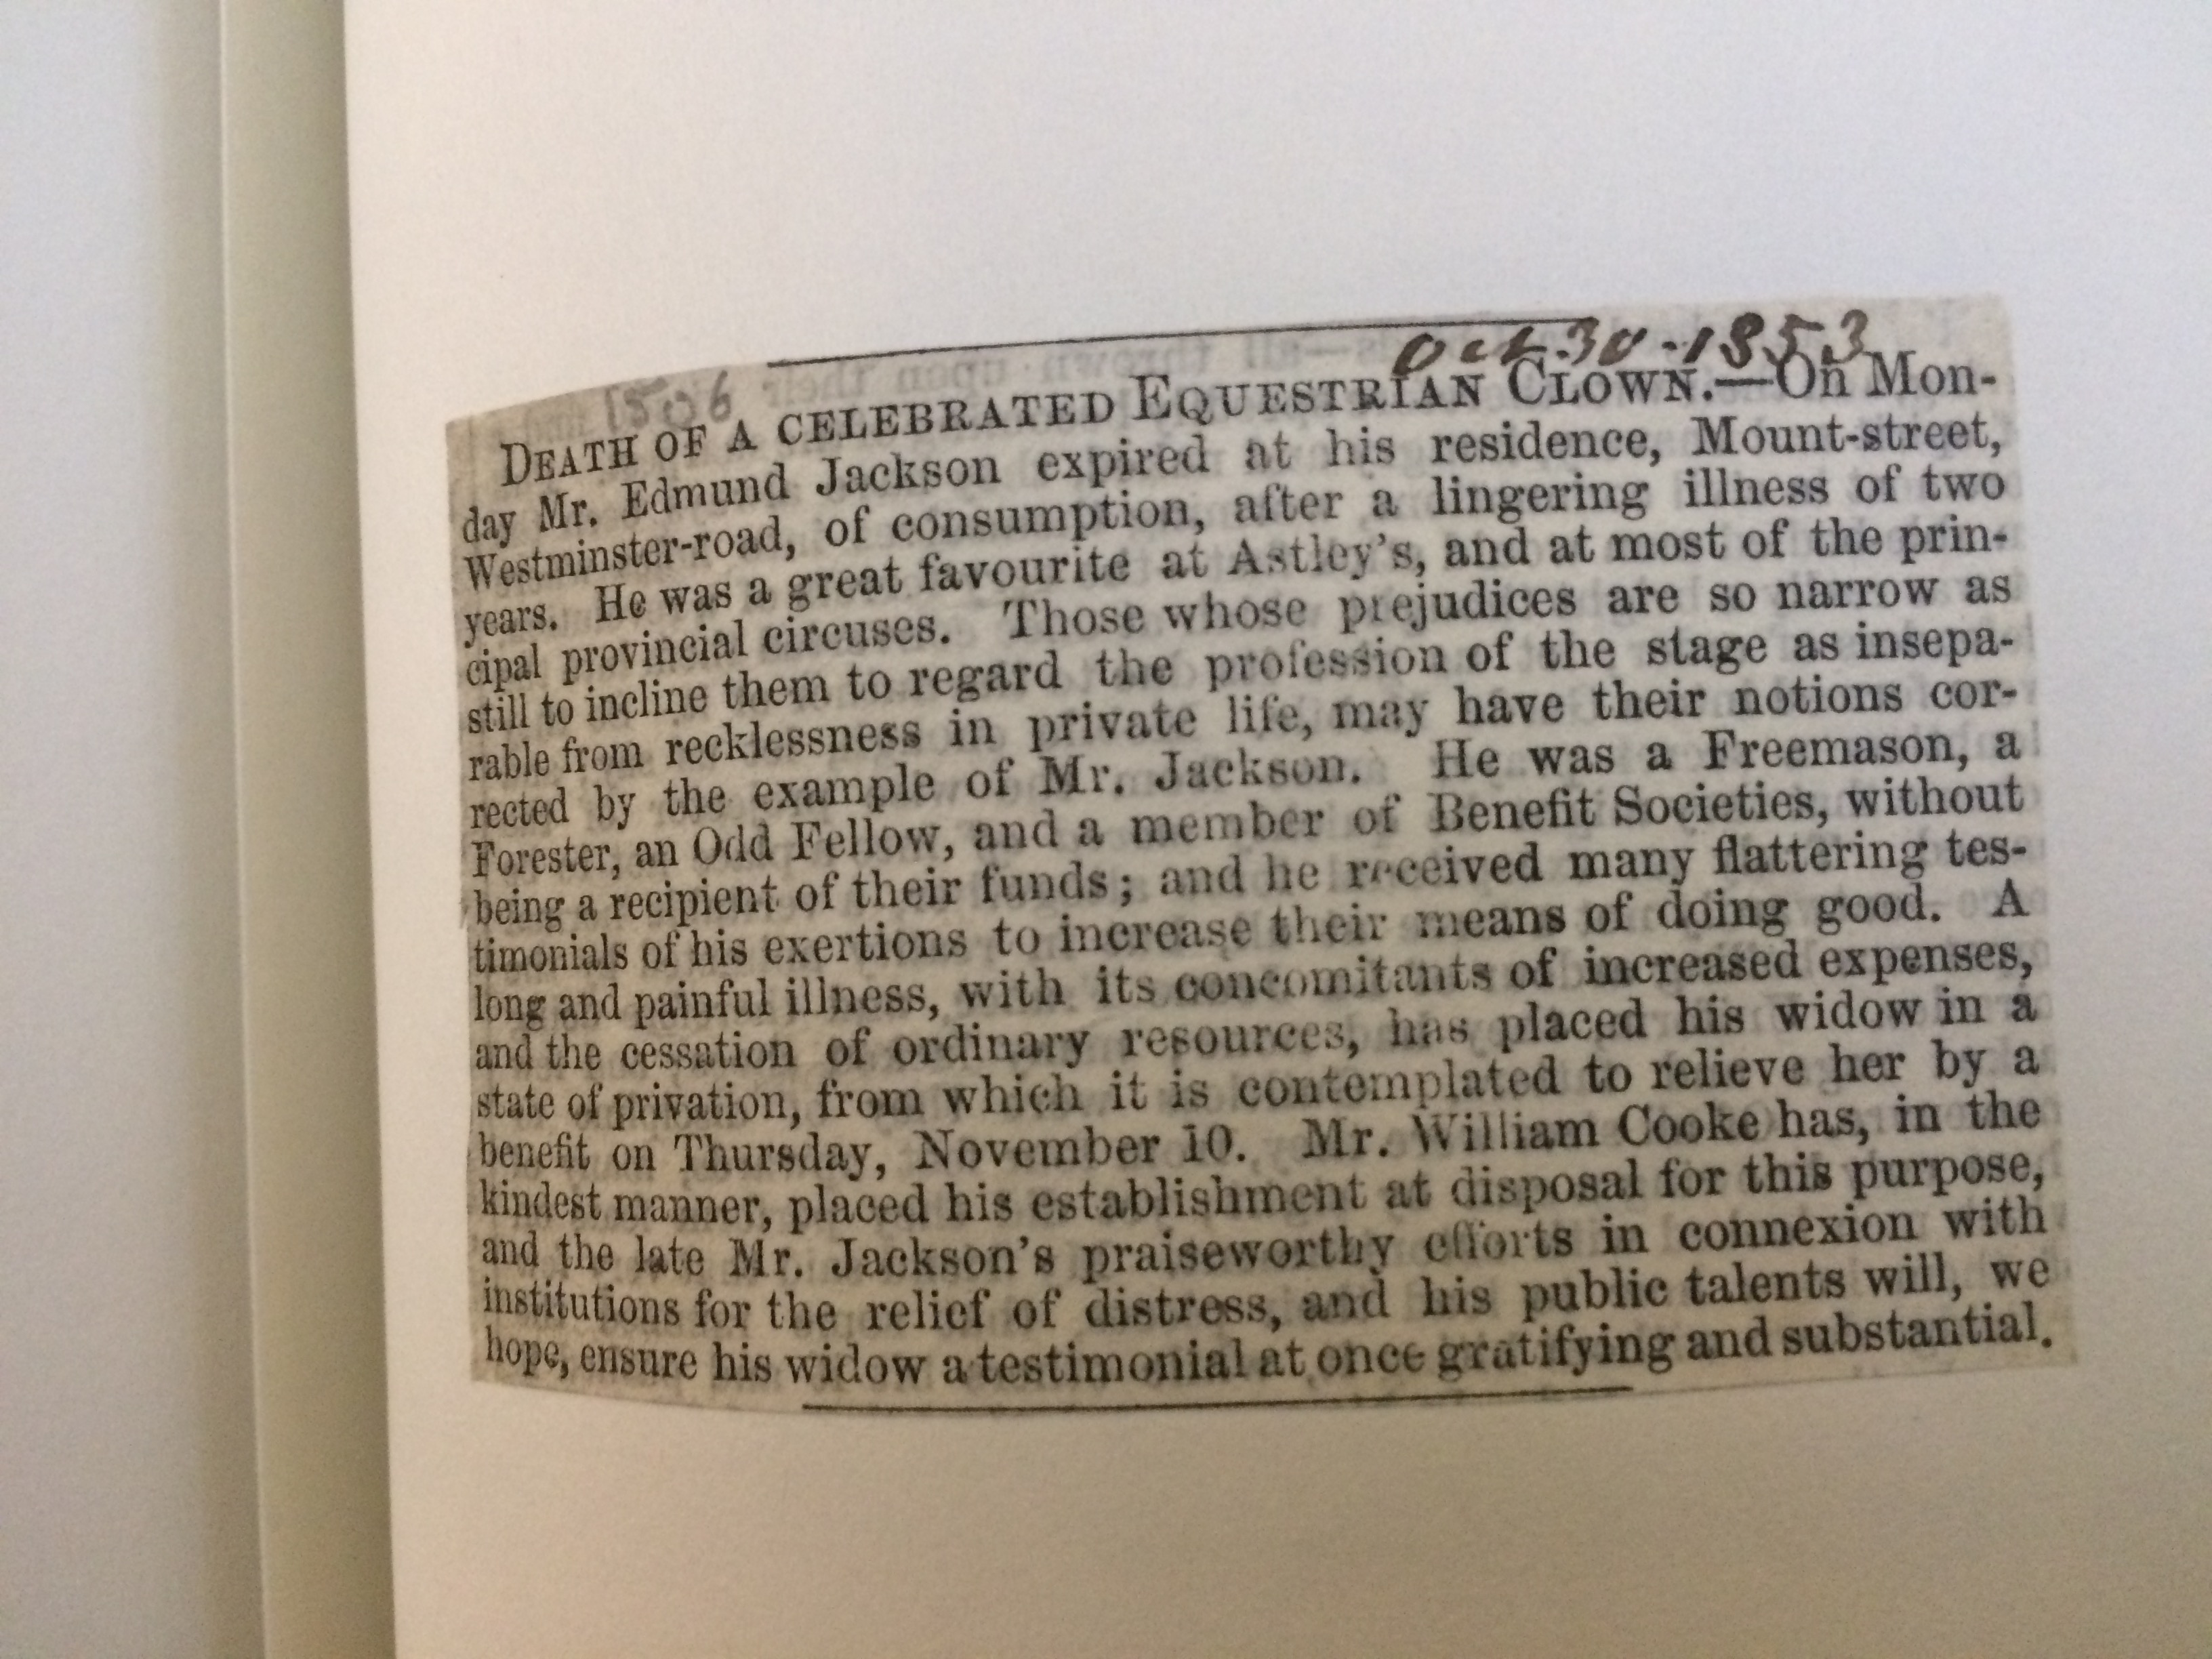 Oct. 30 - 1853
1506
DEATH OF A CELEBRATED EQUESTRIAN CLOWN.—On Mon-
day Mr. Edmund Jackson expired at his residence, Mount-street,
Westminster-road, of consumption, after a lingering illness of two
years. He was a great favourite at Astley's, and at most of the prin-
cipal provincial circuses. Those whose prejudices are so narrow as
still to incline them to regard the profession of the stage as insepa-
rable from recklessness in private life, may have their notions cor-
rected by the example of Mr. Jackson. He was a Freemason, a
Forester, an Odd Fellow, and a member of Benefit Societies, without
being a recipient of their funds; and he received many flattering tes-
timonials of his exertions to increase their means of doing good. A
long and painful illness, with its concomitants of increased expenses,
and the cessation of ordinary resources, has placed his widow in a
state of privation, from which it is contemplated to relieve her by a
benefit on Thursday, November 10. Mr. William Cooke has, in the
kindest manner, placed his establishment at disposal for this purpose,
and the late Mr. Jackson's praiseworthy efforts in connexion with
institutions for the relief of distress, and his public talents will, we
hope, ensure his widow a testimonial at once gratifying and substantial.